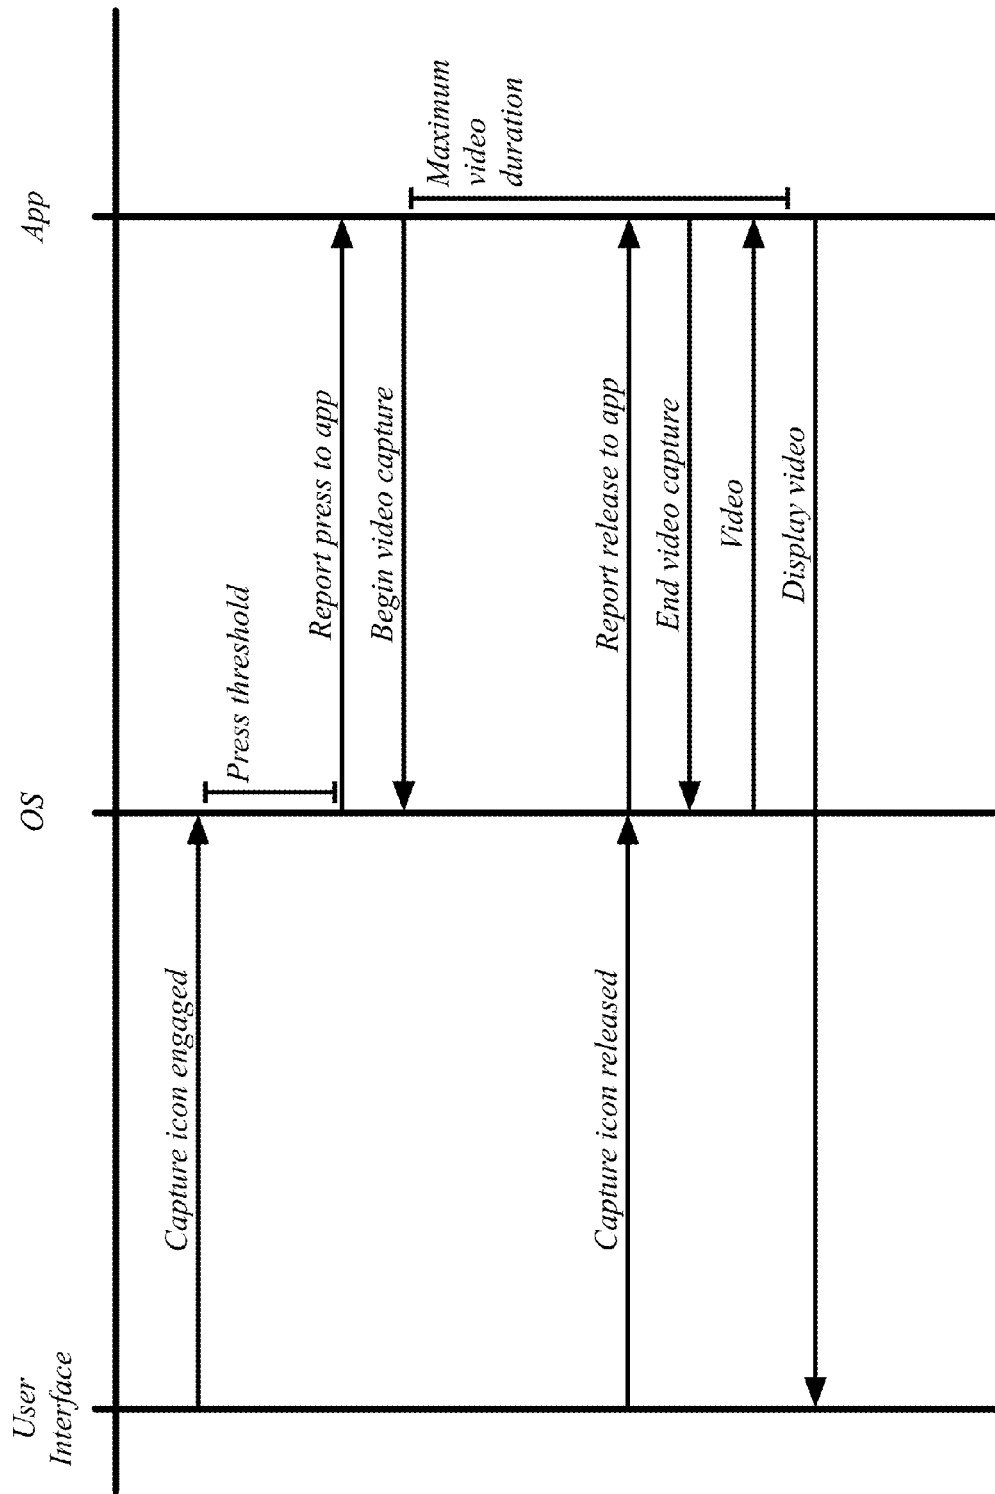 User
Interface
OS
App
Capture icon engaged
Press threshold
Report press to app
Begin video capture
Maximum
video
duration
Capture icon released
Report release to app
End video capture
Video
Display video